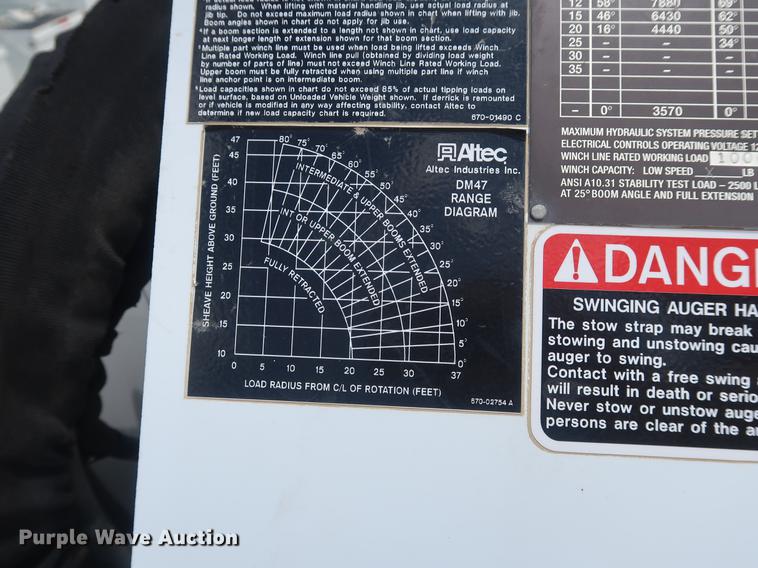 radius shown. When lifting with material handling jib, use actual load radius at
jib tip. Do not exceed maximum load radius shown in chart when lifting with jib.
Boom angles shown in chart do not apply for jib use.
⁴If a boom section is extended to a length not shown in chart, use load capacity
at next longer length of extension shown for that boom section.
⁵Multiple part winch line must be used when load being lifted exceeds Winch
Line Rated Working Load. Winch line pull (obtained by dividing load weight
by number of parts of line) must not exceed Winch Line Rated Working Load.
Upper boom must be fully retracted when using multiple part line if winch
line anchor point is on intermediate boom.
⁶Load capacities shown in chart do not exceed 85% of actual tipping loads on
level surface, based on Unloaded Vehicle Weight shown. If derrick is remounted
or if vehicle is modified in any way affecting stability, contact Altec to
determine if new load capacity chart is required.
670-01490 C
12 58° 7880 69°
15 46° 6430 62°
20 16° 4440 50°
25 - - 34°
30 - - -
35 - - -
- 0° 3570 0°
MAXIMUM HYDRAULIC SYSTEM PRESSURE SET
ELECTRICAL CONTROLS OPERATING VOLTAGE 12
WINCH LINE RATED WORKING LOAD 100
WINCH CAPACITY: LOW SPEED X LB
ANSI A10.31 STABILITY TEST LOAD - 2500 L
AT 25° BOOM ANGLE AND FULL EXTENSION
Altec
Altec Industries Inc.
DM47
RANGE
DIAGRAM
SHEAVE HEIGHT ABOVE GROUND (FEET)
47
45
40
35
30
25
20
15
10
80° 75° 70° 65° 60° 55° 50° 45° 40° 35° 30° 25° 20° 15° 10° 5° 0°
INTERMEDIATE & UPPER BOOMS EXTENDED
INT OR UPPER BOOM EXTENDED
FULLY RETRACTED
0 5 10 15 20 25 30 37
LOAD RADIUS FROM C/L OF ROTATION (FEET)
670-02754 A
DANG
SWINGING AUGER HA
The stow strap may break
stowing and unstowing cau
auger to swing.
Contact with a free swing
will result in death or serio
Never stow or unstow auge
persons are clear of the a
Purple Wave Auction